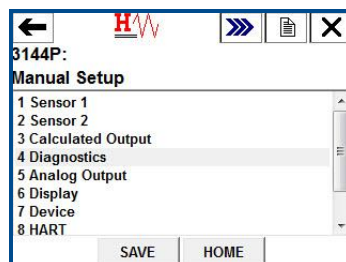 H
3144P:
Manual Setup
1 Sensor 1
2 Sensor 2
3 Calculated Output
4 Diagnostics
5 Analog Output
6 Display
7 Device
8 HART
SAVE HOME